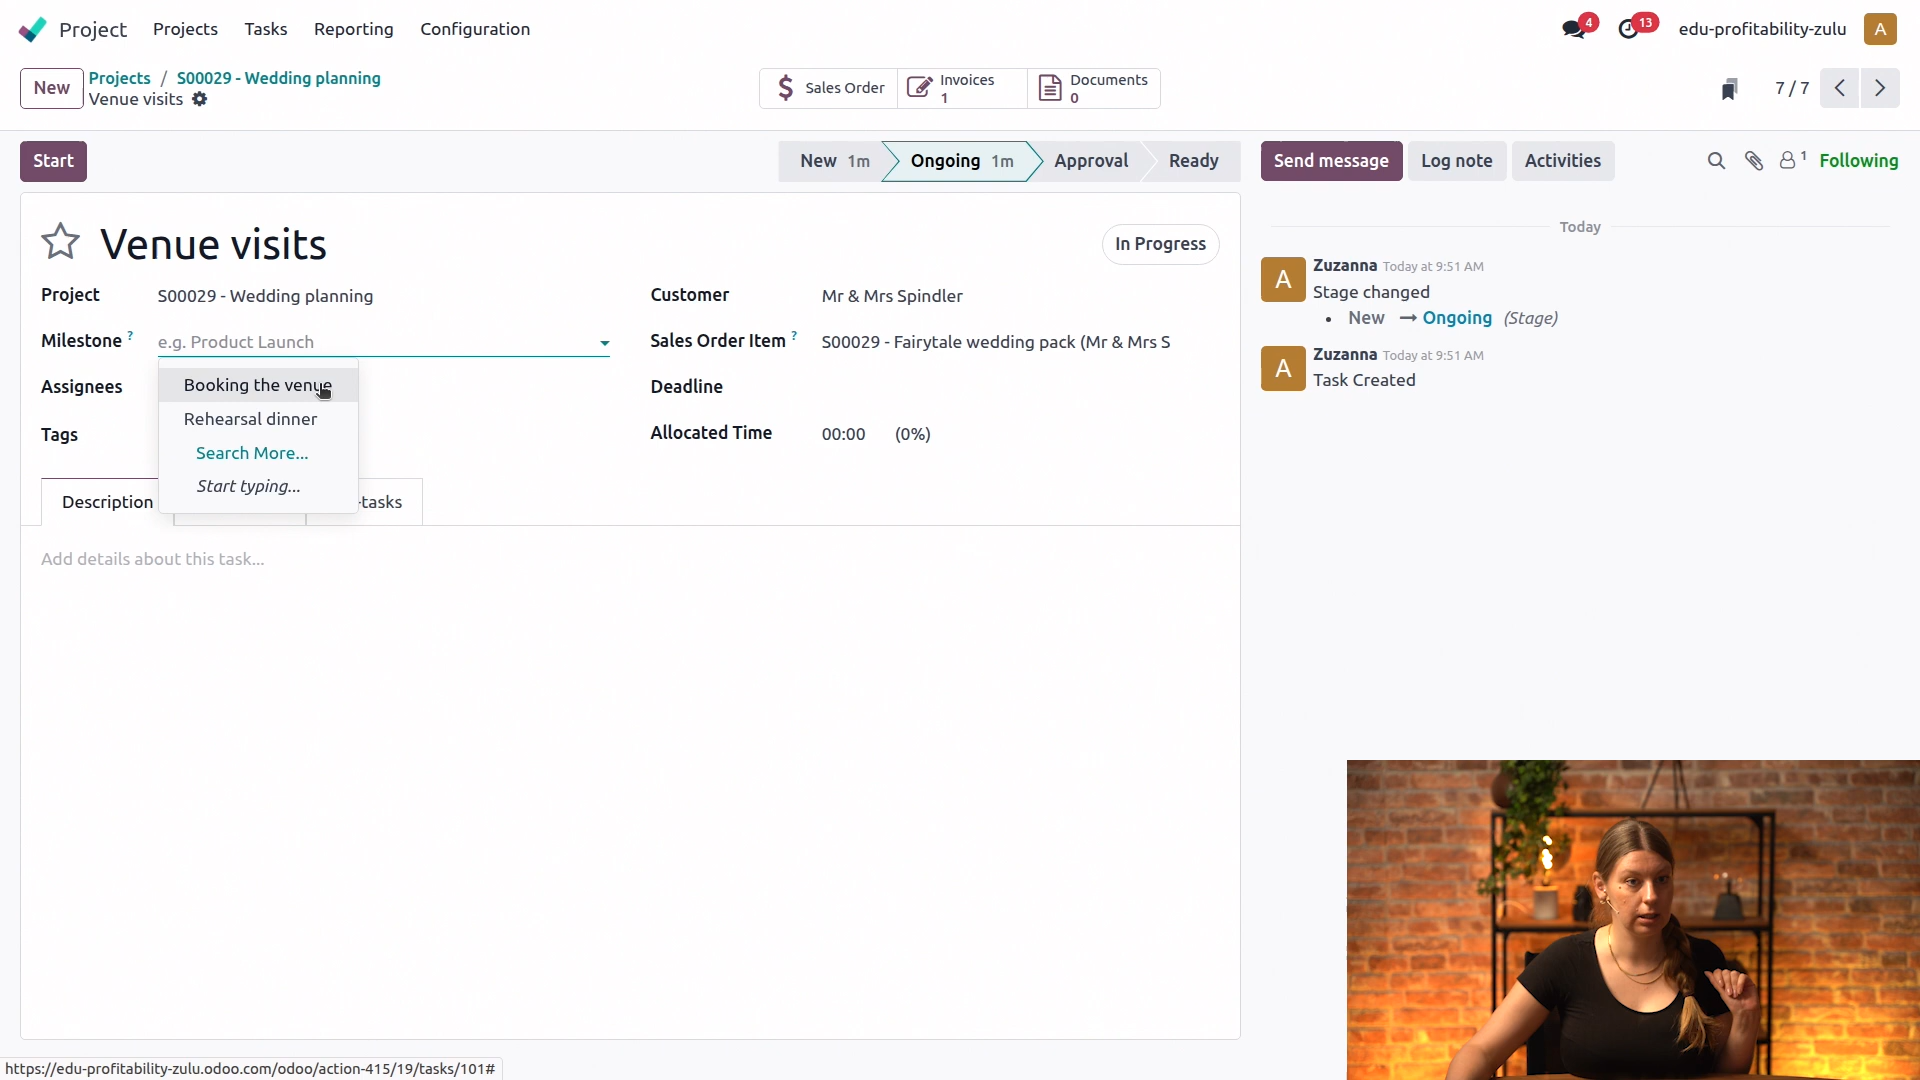 Project
Projects
Tasks
Reporting
Configuration
4
13
edu-profitability-zulu
A
New
Projects / S00029 - Wedding planning
Venue visits
Sales Order
Invoices
1
Documents
0
7 / 7
Start
New 1m
Ongoing 1m
Approval
Ready
Send message
Log note
Activities
1
Following
Venue visits
In Progress
Project
S00029 - Wedding planning
Customer
Mr & Mrs Spindler
Milestone ?
e.g. Product Launch
Sales Order Item ?
S00029 - Fairytale wedding pack (Mr & Mrs S
Assignees
Booking the venue
Deadline
Rehearsal dinner
Tags
Allocated Time
00:00 (0%)
Search More...
Start typing...
Description
-tasks
Add details about this task...
Today
A
Zuzanna Today at 9:51 AM
Stage changed
• New → Ongoing (Stage)
A
Zuzanna Today at 9:51 AM
Task Created
https://edu-profitability-zulu.odoo.com/odoo/action-415/19/tasks/101#